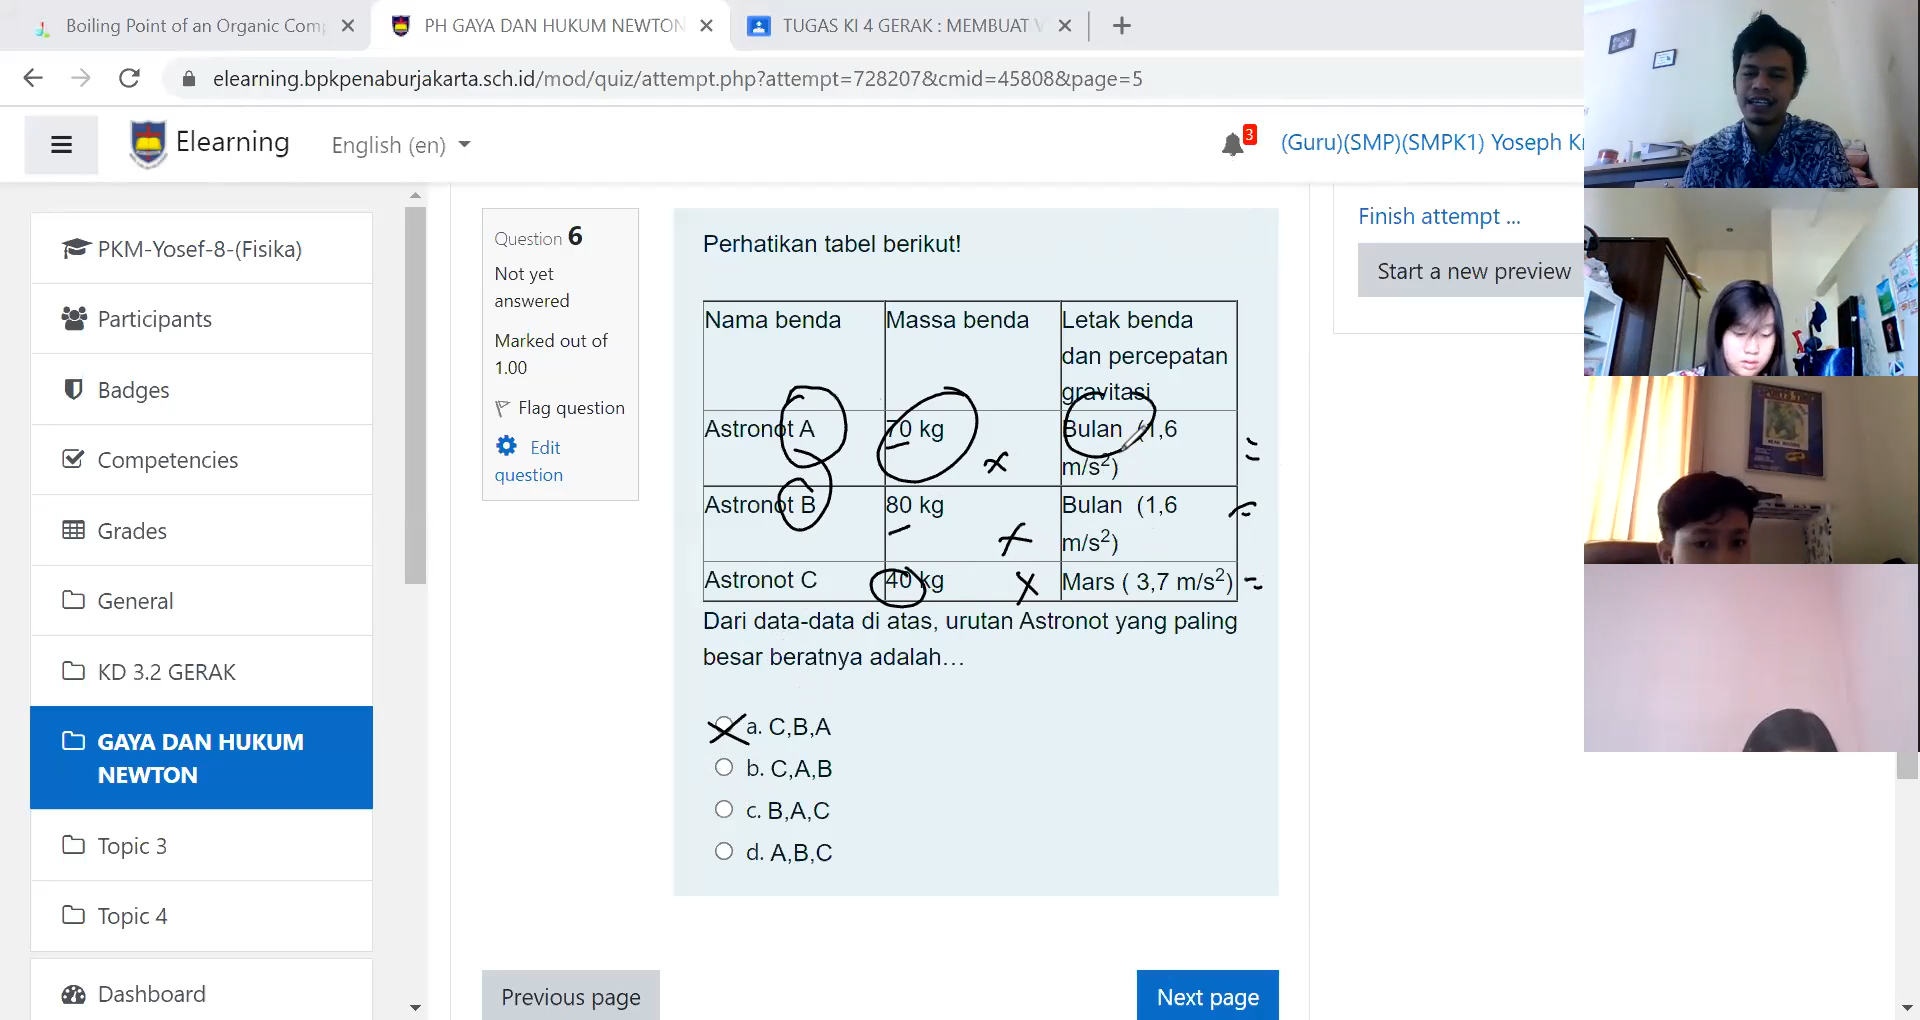 Boiling Point of an Organic Com
PH GAYA DAN HUKUM NEWTON
TUGAS KI 4 GERAK : MEMBUAT V
elearning.bpkpenaburjakarta.sch.id/mod/quiz/attempt.php?attempt=728207&cmid=45808&page=5
Elearning
English (en)
3
(Guru)(SMP)(SMPK1) Yoseph Kr
PKM-Yosef-8-(Fisika)
Participants
Badges
Competencies
Grades
General
KD 3.2 GERAK
GAYA DAN HUKUM
NEWTON
Topic 3
Topic 4
Dashboard
Question 6
Not yet
answered
Marked out of
1.00
Flag question
Edit
question
Perhatikan tabel berikut!
Nama benda
Massa benda
Letak benda
dan percepatan
gravitasi
Astronot A
70 kg
×
Bulan (1,6
m/s²)
=
Astronot B
80 kg
×
Bulan (1,6
m/s²)
=
Astronot C
40 kg
×
Mars ( 3,7 m/s²)
=
Dari data-data di atas, urutan Astronot yang paling
besar beratnya adalah…
a. C,B,A
b. C,A,B
c. B,A,C
d. A,B,C
Previous page
Next page
Finish attempt ...
Start a new preview